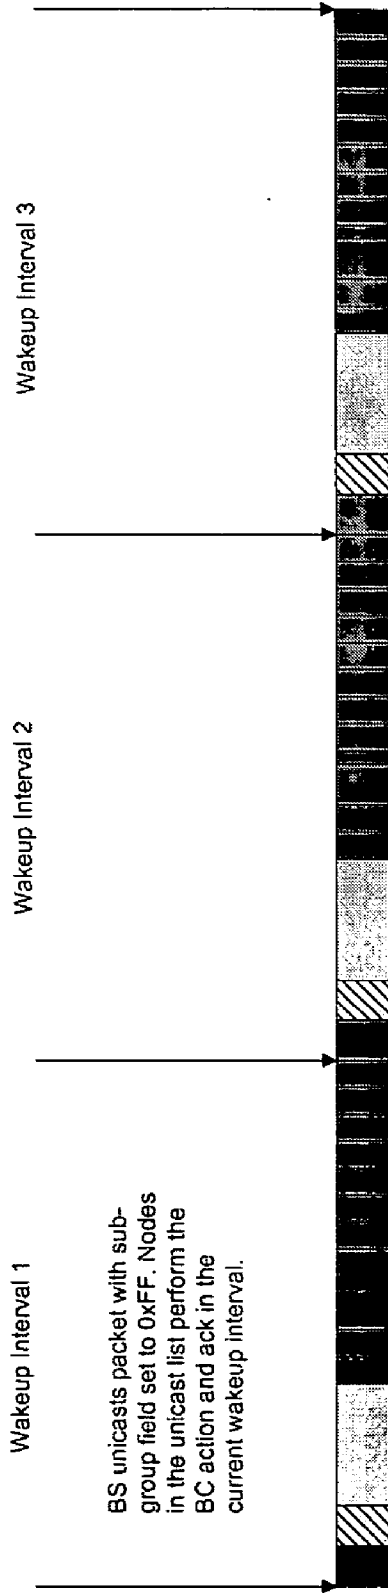 Wakeup Interval 1
BS unicasts packet with sub-
group field set to 0xFF. Nodes
in the unicast list perform the
BC action and ack in the
current wakeup interval.
Wakeup Interval 2
Wakeup Interval 3